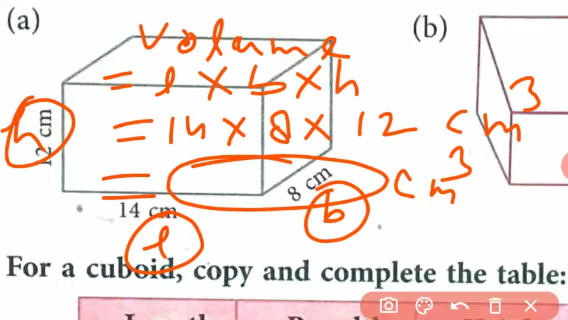 (a)
(b)
Volume
= l × b × h
= 14 × 8 × 12 cm³
= cm³
h
12 cm
8 cm
b
14 cm
l
For a cuboid, copy and complete the table: